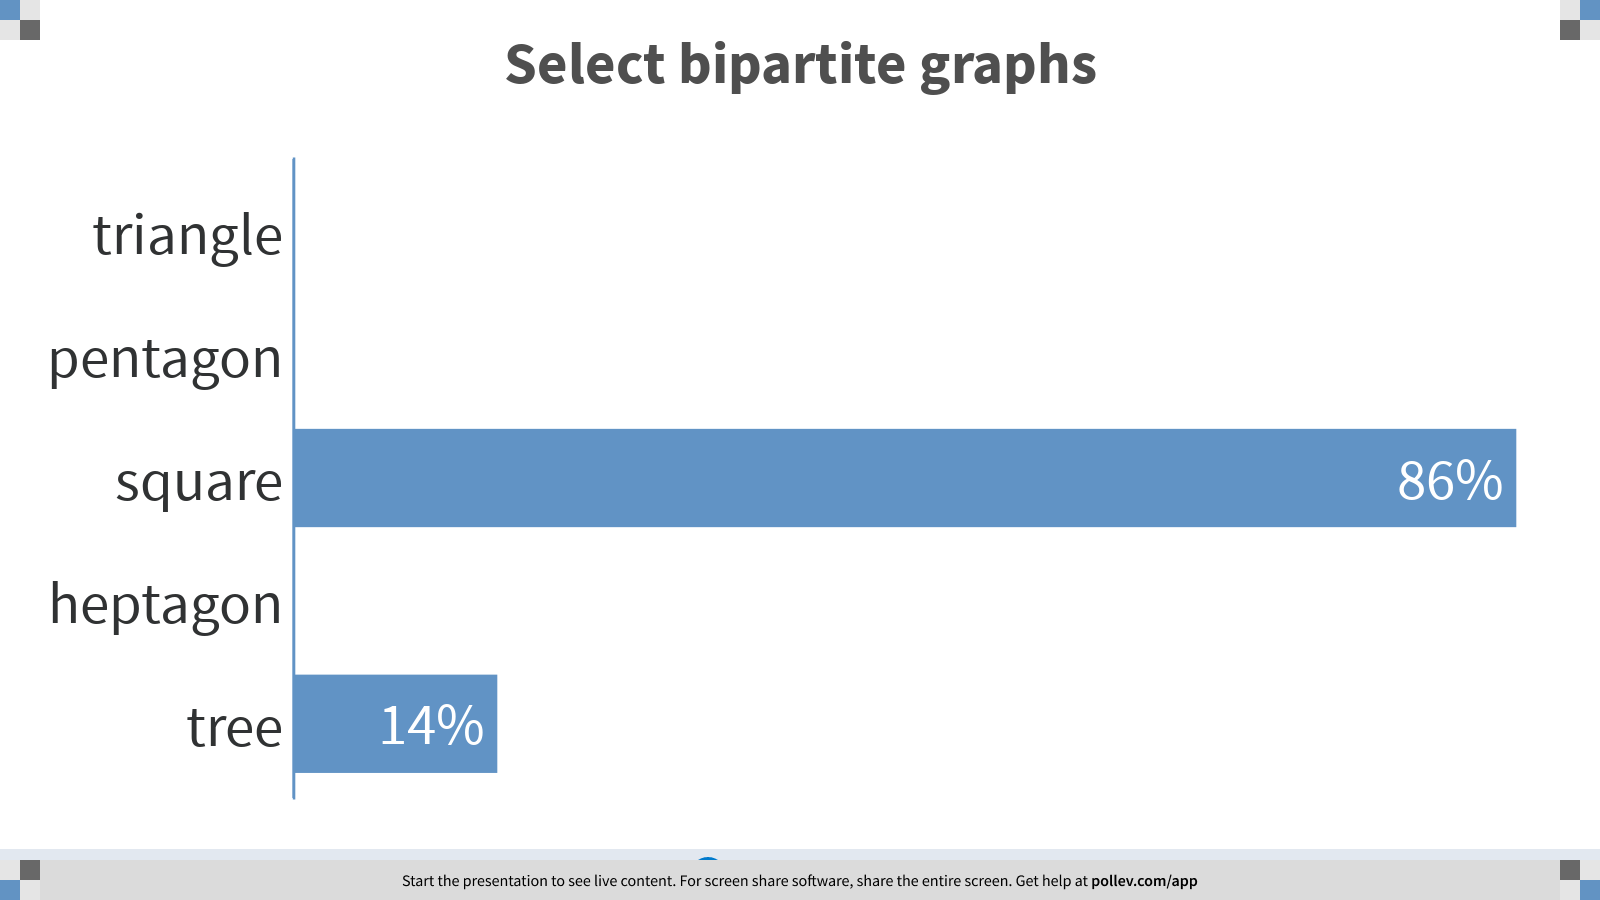 Select bipartite graphs
triangle
pentagon
square
86%
heptagon
tree
14%
Start the presentation to see live content. For screen share software, share the entire screen. Get help at pollev.com/app